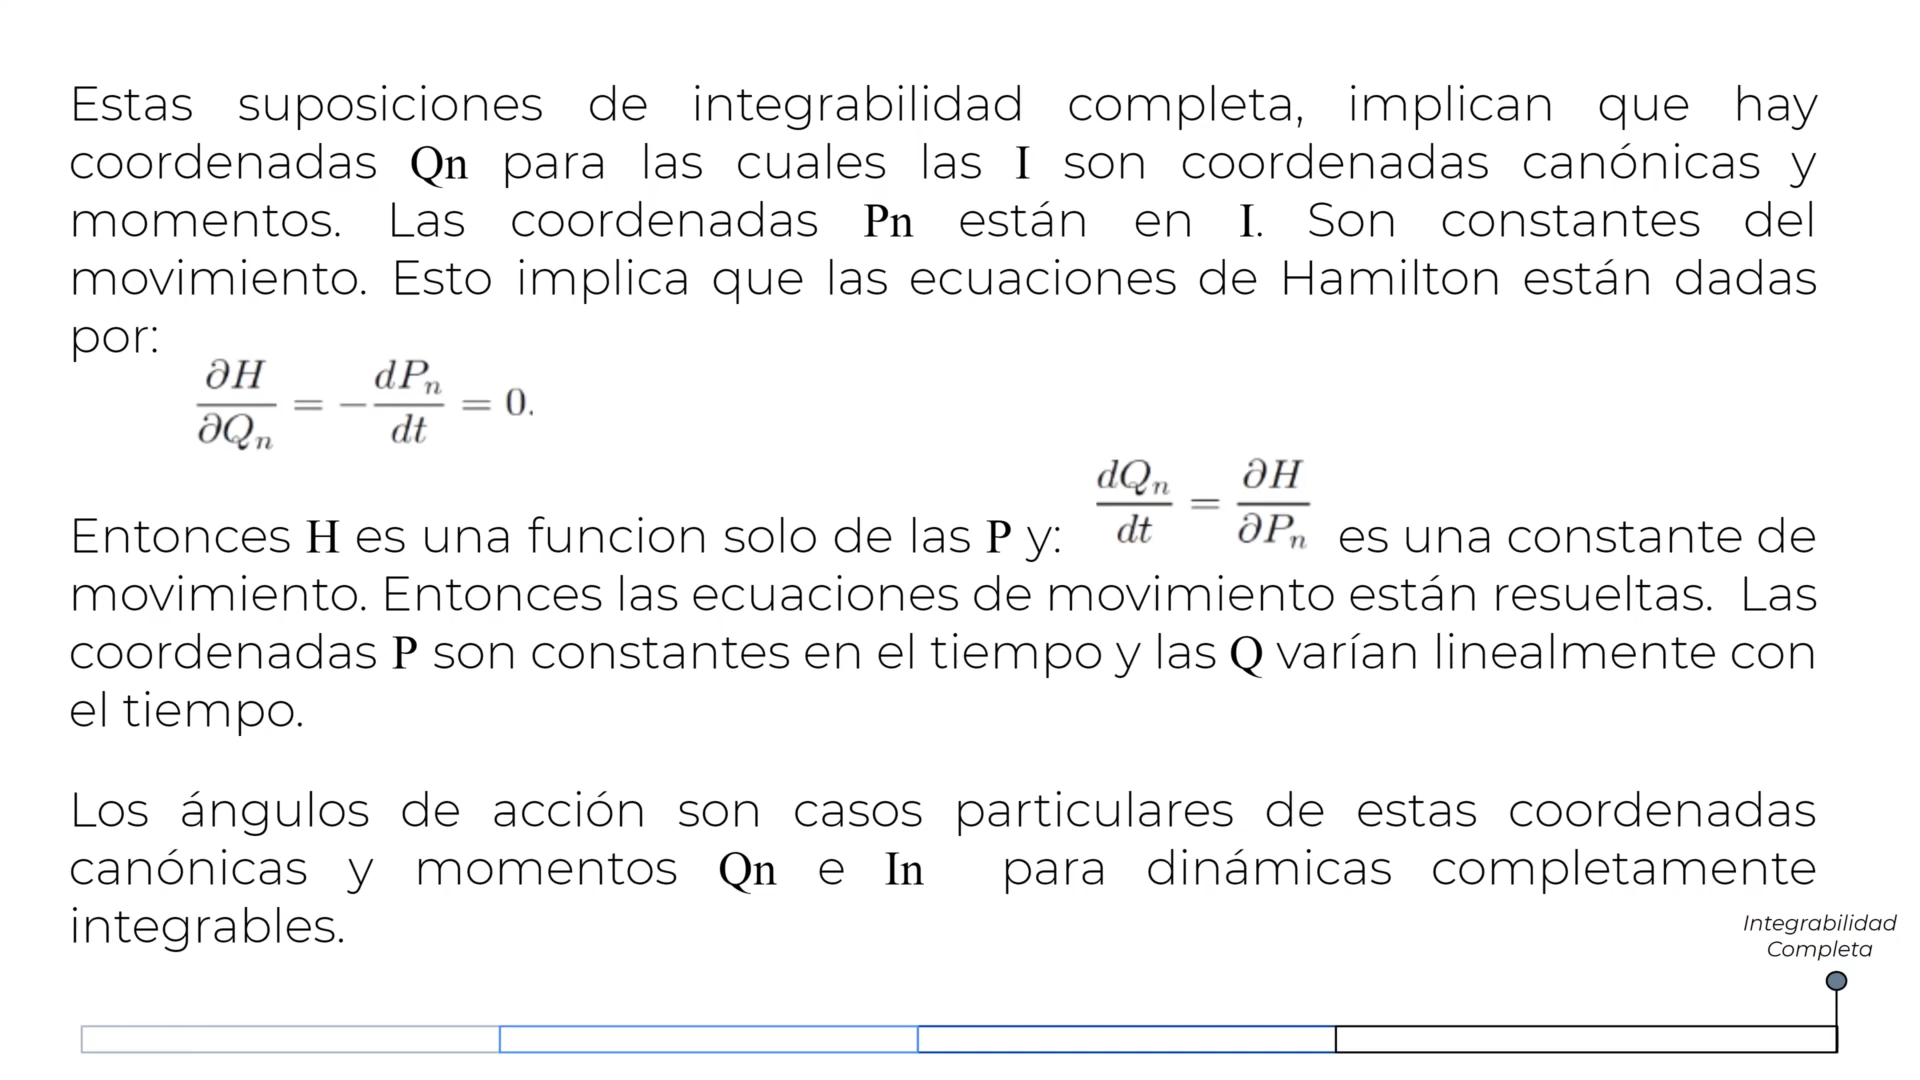 Estas suposiciones de integrabilidad completa, implican que hay
coordenadas Qn para las cuales las I son coordenadas canónicas y
momentos. Las coordenadas Pn están en I. Son constantes del
movimiento. Esto implica que las ecuaciones de Hamilton están dadas
por:
∂H/∂Qₙ = − dPₙ/dt = 0.
Entonces H es una funcion solo de las P y: dQₙ/dt = ∂H/∂Pₙ es una constante de
movimiento. Entonces las ecuaciones de movimiento están resueltas. Las
coordenadas P son constantes en el tiempo y las Q varían linealmente con
el tiempo.
Los ángulos de acción son casos particulares de estas coordenadas
canónicas y momentos Qn e In para dinámicas completamente
integrables.
Integrabilidad
Completa